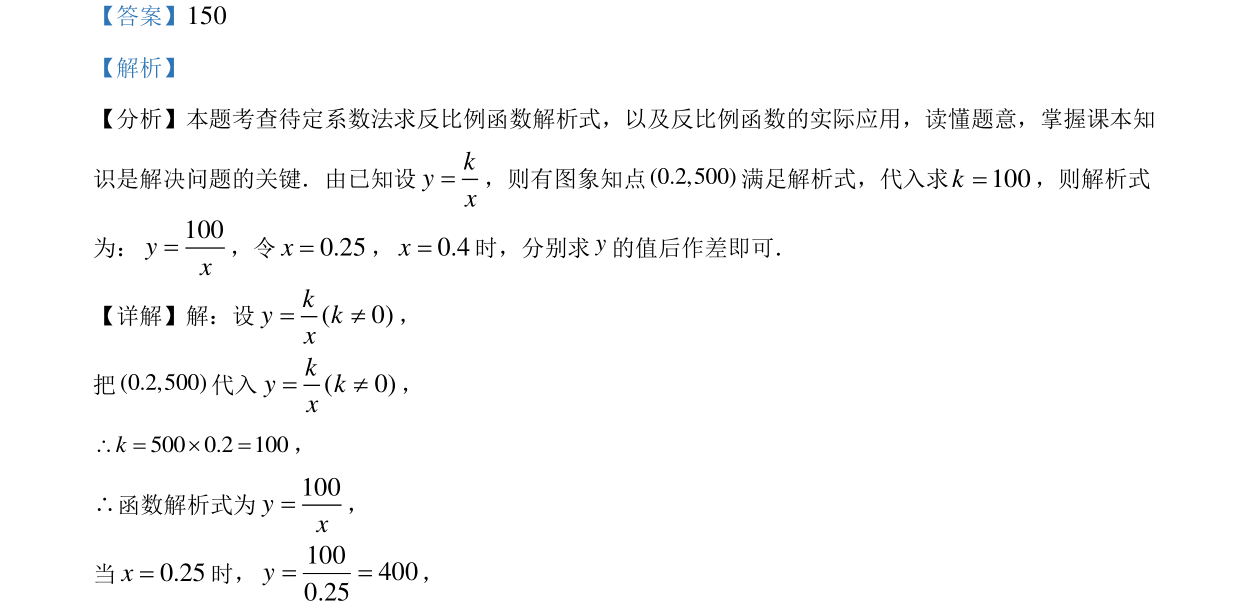 【答案】150
【解析】
【分析】本题考查待定系数法求反比例函数解析式，以及反比例函数的实际应用，读懂题意，掌握课本知
识是解决问题的关键．由已知设 y = k/x ，则有图象知点 (0.2,500) 满足解析式，代入求 k = 100 ，则解析式
为： y = 100/x ，令 x = 0.25 ， x = 0.4 时，分别求 y 的值后作差即可．
【详解】解：设 y = k/x (k ≠ 0) ，
把 (0.2,500) 代入 y = k/x (k ≠ 0) ，
∴k = 500×0.2 = 100 ，
∴函数解析式为 y = 100/x ，
当 x = 0.25 时， y = 100/0.25 = 400 ，